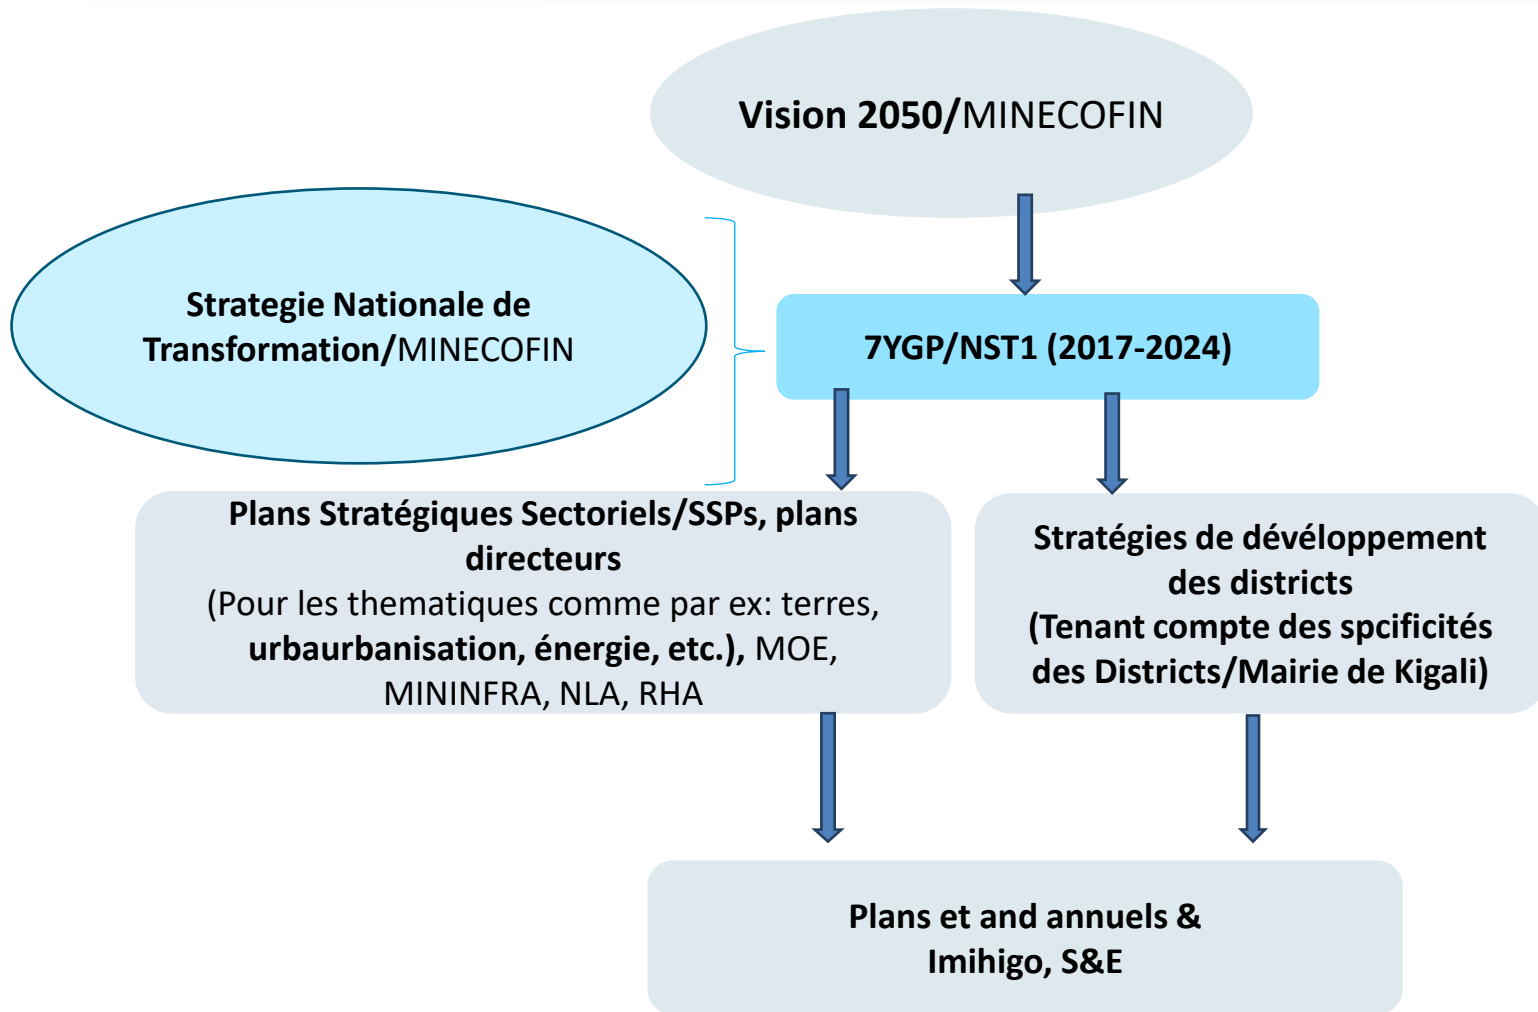 Vision 2050/MINECOFIN
Strategie Nationale de
Transformation/MINECOFIN
7YGP/NST1 (2017-2024)
Plans Stratégiques Sectoriels/SSPs, plans
directeurs
(Pour les thematiques comme par ex: terres,
urbaurbanisation, énergie, etc.), MOE,
MININFRA, NLA, RHA
Stratégies de dévéloppement
des districts
(Tenant compte des spcificités
des Districts/Mairie de Kigali)
Plans et and annuels &
Imihigo, S&E